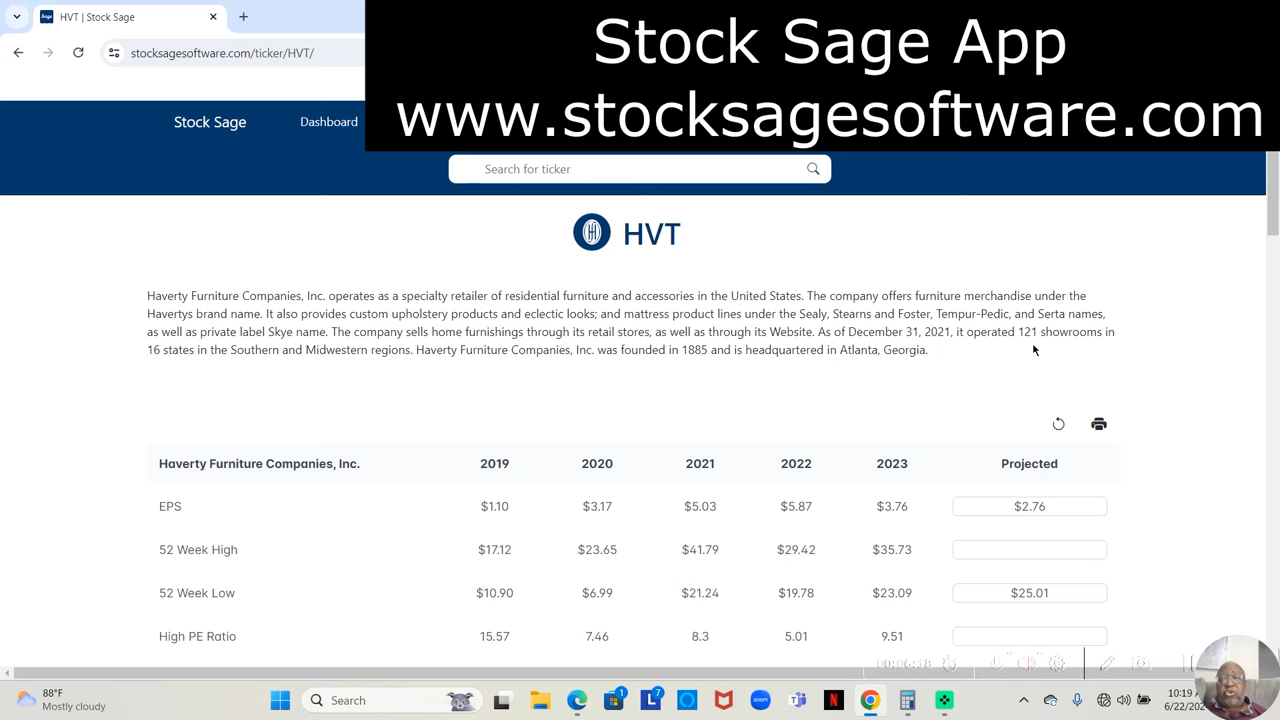 HVT | Stock Sage
Stock Sage App
stocksagesoftware.com/ticker/HVT/
www.stocksagesoftware.com
Stock Sage
Dashboard
Search for ticker
HVT
Haverty Furniture Companies, Inc. operates as a specialty retailer of residential furniture and accessories in the United States. The company offers furniture merchandise under the
Havertys brand name. It also provides custom upholstery products and eclectic looks; and mattress product lines under the Sealy, Stearns and Foster, Tempur-Pedic, and Serta names,
as well as private label Skye name. The company sells home furnishings through its retail stores, as well as through its Website. As of December 31, 2021, it operated 121 showrooms in
16 states in the Southern and Midwestern regions. Haverty Furniture Companies, Inc. was founded in 1885 and is headquartered in Atlanta, Georgia.
Haverty Furniture Companies, Inc. 2019 2020 2021 2022 2023 Projected
EPS $1.10 $3.17 $5.03 $5.87 $3.76 $2.76
52 Week High $17.12 $23.65 $41.79 $29.42 $35.73
52 Week Low $10.90 $6.99 $21.24 $19.78 $23.09 $25.01
High PE Ratio 15.57 7.46 8.3 5.01 9.51
00:06:18
88°F
Mostly cloudy
Search
1
7
zoom
10:19
6/22/